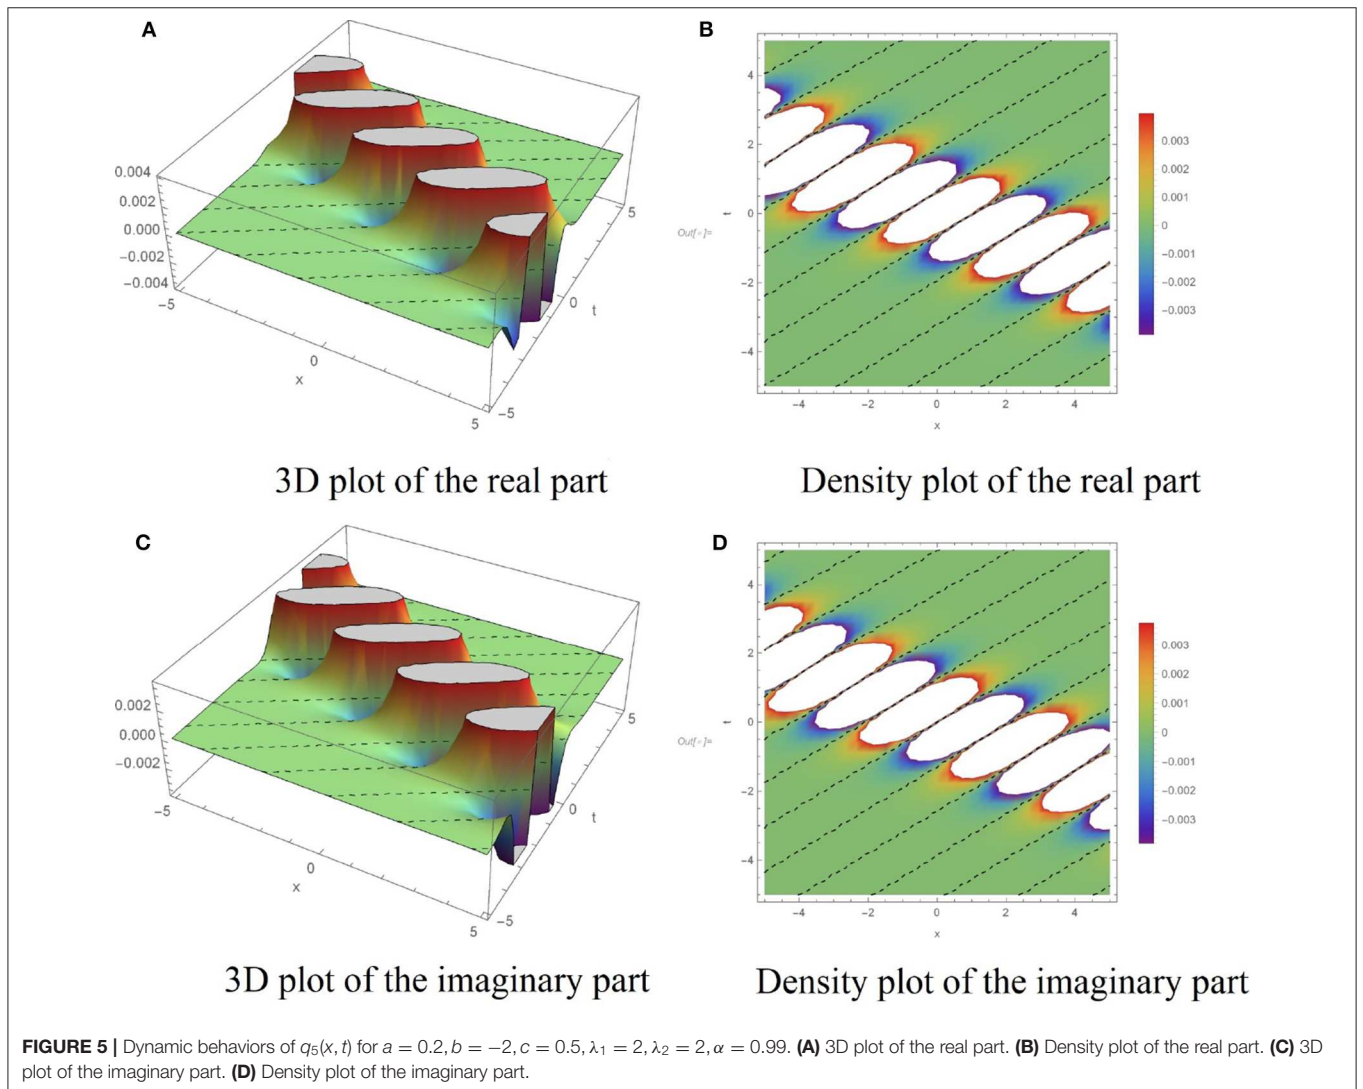 A
0.004
0.002
0.000
−0.002
−0.004
−5
0
x
5
−5
0
t
5
B
4
2
0
−2
−4
t
Out[∘]=
−4
−2
0
2
4
x
0.003
0.002
0.001
0
−0.001
−0.002
−0.003
3D plot of the real part
Density plot of the real part
C
0.002
0.000
−0.002
−5
0
x
5
−5
0
t
5
D
4
2
0
−2
−4
t
Out[∘]=
−4
−2
0
2
4
x
0.003
0.002
0.001
0
−0.001
−0.002
−0.003
3D plot of the imaginary part
Density plot of the imaginary part
FIGURE 5 | Dynamic behaviors of q₅(x, t) for a = 0.2, b = −2, c = 0.5, λ₁ = 2, λ₂ = 2, α = 0.99. (A) 3D plot of the real part. (B) Density plot of the real part. (C) 3D
plot of the imaginary part. (D) Density plot of the imaginary part.